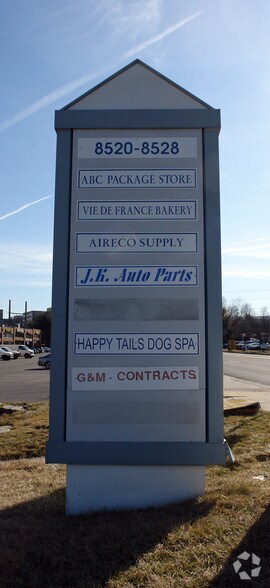 8520-8528
ABC PACKAGE STORE
VIE DE FRANCE BAKERY
AIRECO SUPPLY
J.K. Auto Parts
HAPPY TAILS DOG SPA
G&M - CONTRACTS